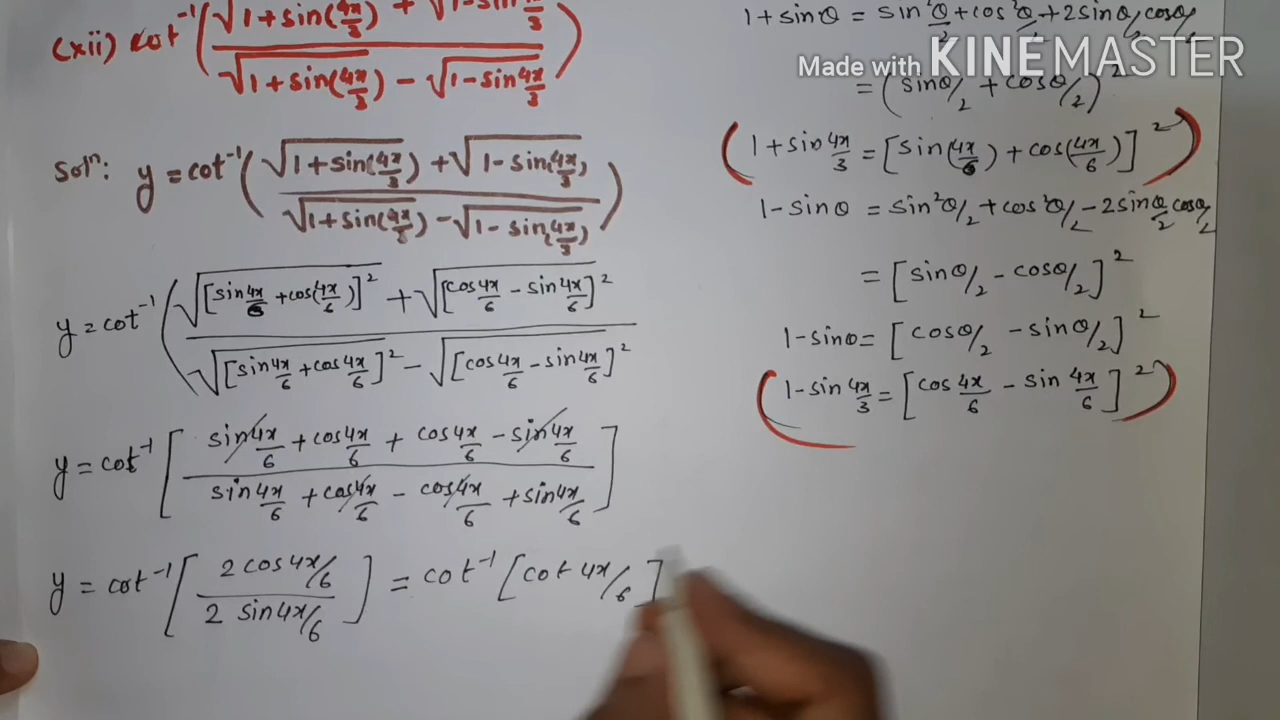 (xii) cot⁻¹(√(1+sin(4x/3)) + √(1-sin 4x/3) / √(1+sin(4x/3)) - √(1-sin 4x/3))
Solⁿ: y = cot⁻¹(√(1+sin(4x/3)) + √(1-sin(4x/3)) / √(1+sin(4x/3)) - √(1-sin(4x/3)))
y = cot⁻¹(√[sin 4x/6 + cos(4x/6)]² + √[cos 4x/6 - sin 4x/6]² / √[sin 4x/6 + cos 4x/6]² - √[cos 4x/6 - sin 4x/6]²)
y = cot⁻¹[sin 4x/6 + cos 4x/6 + cos 4x/6 - sin 4x/6 / sin 4x/6 + cos 4x/6 - cos 4x/6 + sin 4x/6]
y = cot⁻¹[2 cos 4x/6 / 2 sin 4x/6] = cot⁻¹[cot 4x/6]
1 + sinθ = sin²θ/2 + cos²θ/2 + 2sinθ/2 cosθ/2
= (sinθ/2 + cosθ/2)²
(1 + sin 4x/3 = [sin(4x/6) + cos(4x/6)]²)
1 - sinθ = sin²θ/2 + cos²θ/2 - 2sinθ/2 cosθ/2
= [sinθ/2 - cosθ/2]²
1 - sinθ = [cosθ/2 - sinθ/2]²
(1 - sin 4x/3 = [cos 4x/6 - sin 4x/6]²)
Made with KINEMASTER